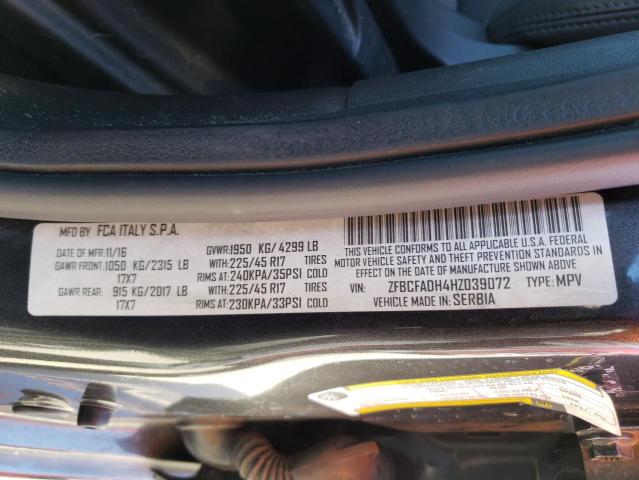 MFD BY FCA ITALY S.P.A.
DATE OF MFR 11/16 GVWR:1950 KG/ 4299 LB
GAWR FRONT:1050 KG/2315 LB WITH:225/45 R17 TIRES
17X7 RIMS AT:240KPA/35PSI COLD
GAWR REAR: 915 KG/2017 LB WITH:225/45 R17 TIRES
17X7 RIMS AT:230KPA/33PSI COLD
THIS VEHICLE CONFORMS TO ALL APPLICABLE U.S.A. FEDERAL
MOTOR VEHICLE SAFETY, BUMPER, AND THEFT PREVENTION
STANDARDS IN EFFECT ON THE DATE OF MANUFACTURE SHOWN ABOVE.
VIN: ZFBCFADH4HZ039072 TYPE: MPV
VEHICLE MADE IN: SERBIA